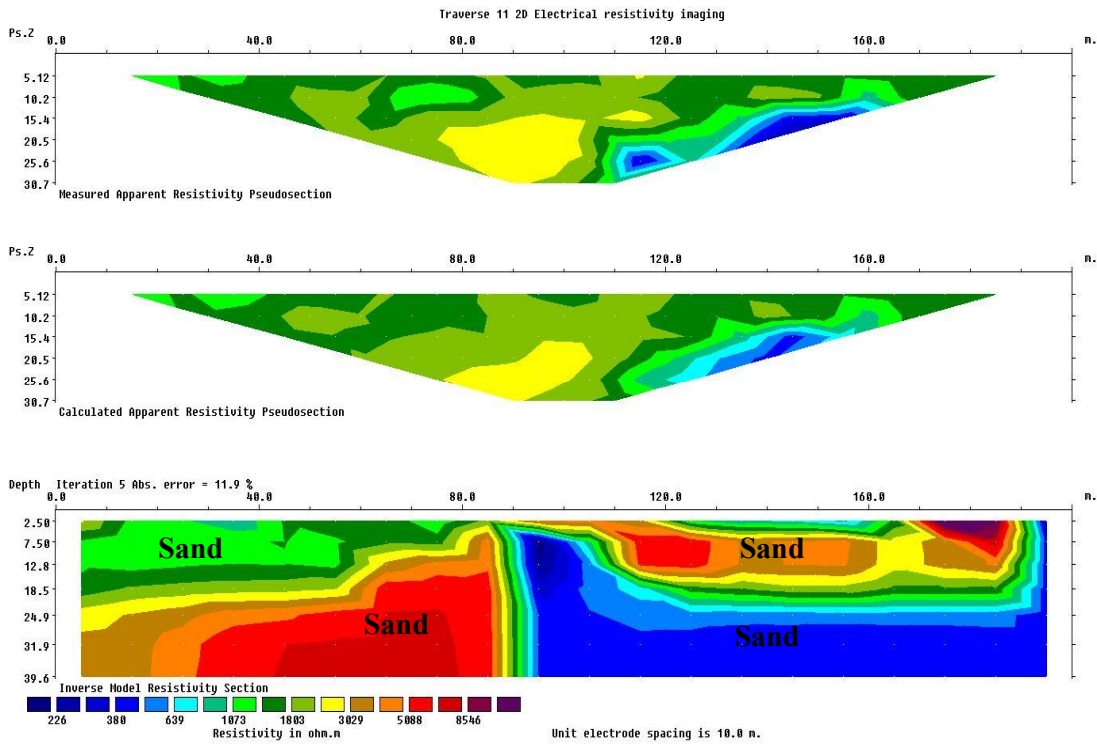 Traverse 11 2D Electrical resistivity imaging
Ps.Z
0.0 40.0 80.0 120.0 160.0 m.
5.12
10.2
15.4
20.5
25.6
30.7
Measured Apparent Resistivity Pseudosection
Ps.Z
0.0 40.0 80.0 120.0 160.0 m.
5.12
10.2
15.4
20.5
25.6
30.7
Calculated Apparent Resistivity Pseudosection
Depth Iteration 5 Abs. error = 11.9 %
0.0 40.0 80.0 120.0 160.0 m.
2.50
7.50 Sand Sand
12.8
18.5
24.9 Sand Sand
31.9
39.6
Inverse Model Resistivity Section
226 380 639 1073 1803 3029 5088 8546
Resistivity in ohm.m Unit electrode spacing is 10.0 m.